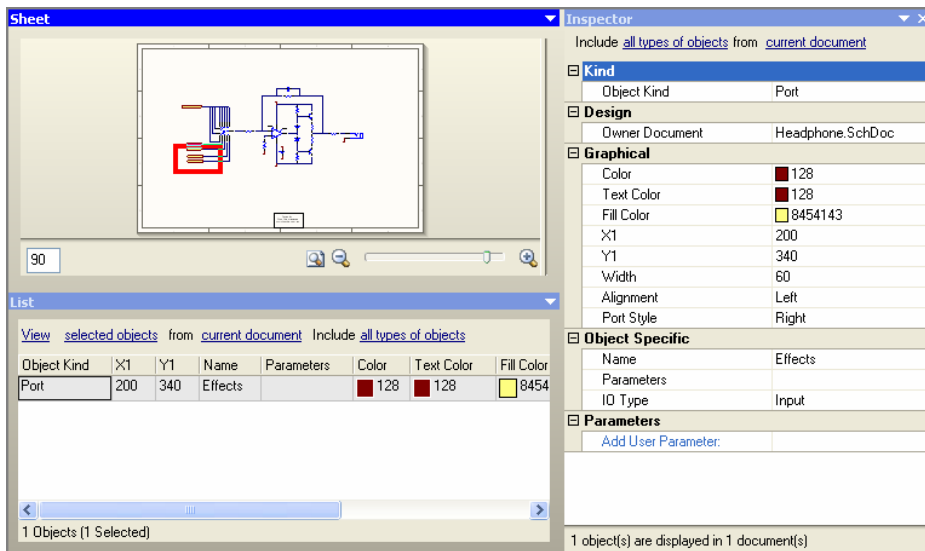 Sheet
90
List
View selected objects from current document Include all types of objects
Object Kind X1 Y1 Name Parameters Color Text Color Fill Color
Port 200 340 Effects 128 128 8454
1 Objects (1 Selected)
Inspector
Include all types of objects from current document
Kind
Object Kind Port
Design
Owner Document Headphone.SchDoc
Graphical
Color 128
Text Color 128
Fill Color 8454143
X1 200
Y1 340
Width 60
Alignment Left
Port Style Right
Object Specific
Name Effects
Parameters
IO Type Input
Parameters
Add User Parameter:
1 object(s) are displayed in 1 document(s)